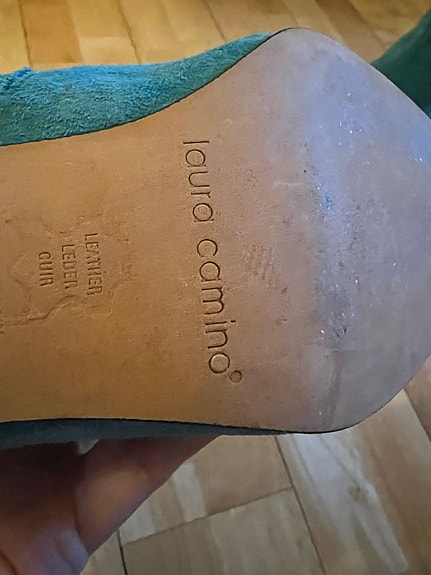 laura camino
LEATHER
LEDER
CUIR